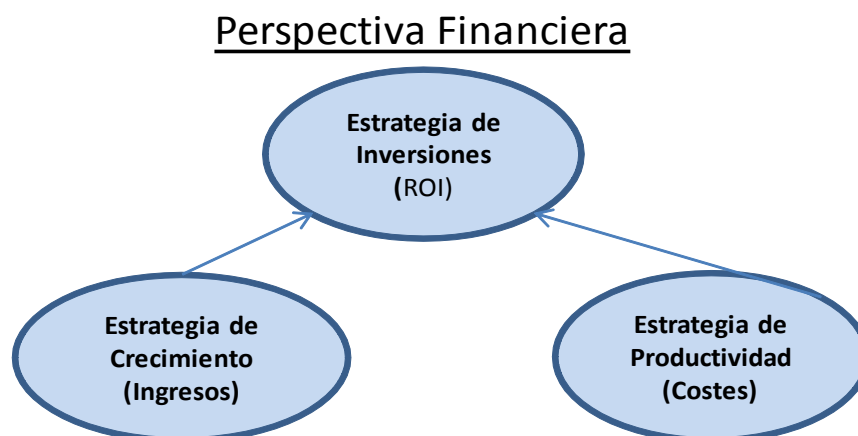 Perspectiva Financiera
Estrategia de
Inversiones
(ROI)
Estrategia de
Crecimiento
(Ingresos)
Estrategia de
Productividad
(Costes)